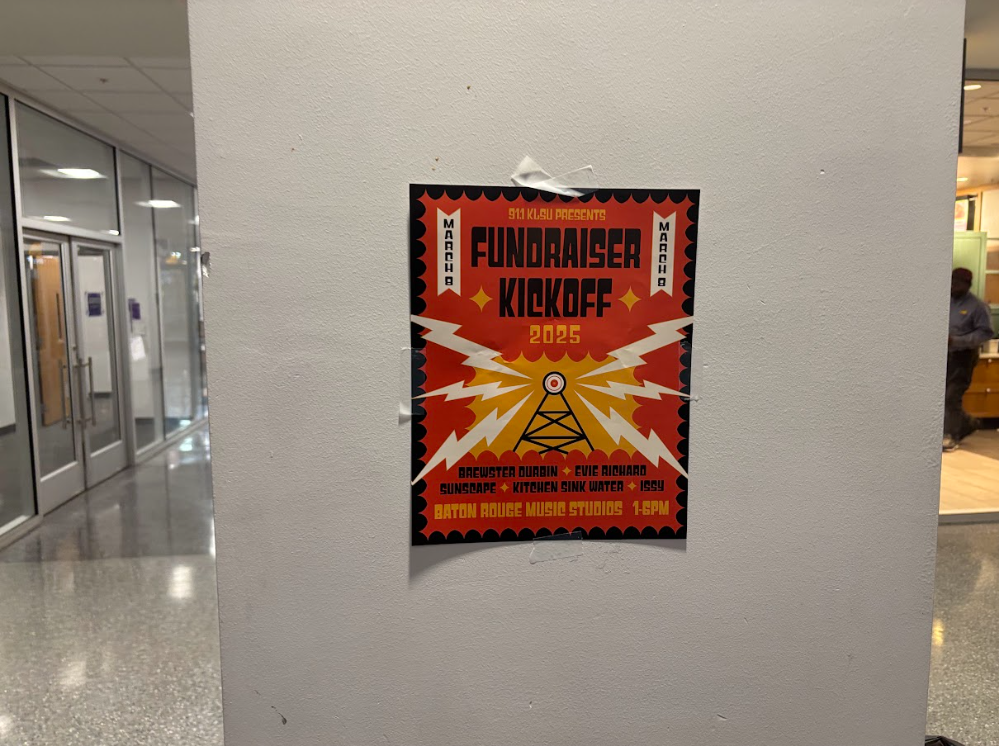 91.1 KLSU PRESENTS
MARCH 8
FUNDRAISER
MARCH 8
KICKOFF
2025
BREWSTER DURBIN ✦ EVIE RICHARD
SUNSCAPE ✦ KITCHEN SINK WATER ✦ ISSY
BATON ROUGE MUSIC STUDIOS 1-6PM